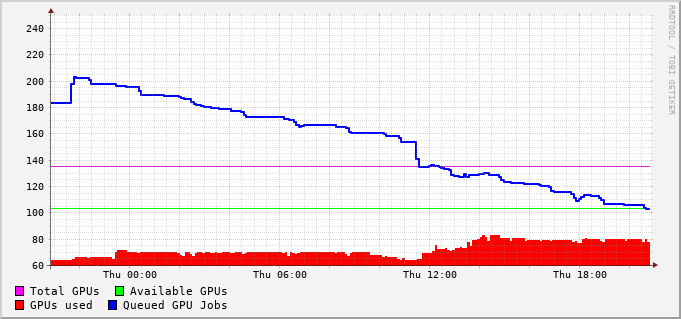 RRDTOOL / TOBI OETIKER
240
220
200
180
160
140
120
100
80
60
Thu 00:00 Thu 06:00 Thu 12:00 Thu 18:00
Total GPUs Available GPUs
GPUs used Queued GPU Jobs